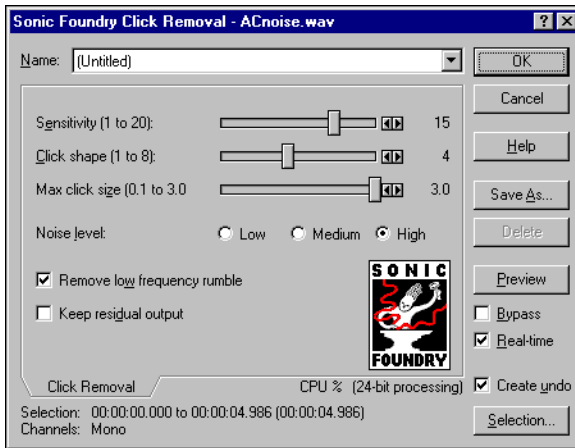 Sonic Foundry Click Removal - ACnoise.wav
Name: (Untitled)
OK
Cancel
Sensitivity (1 to 20): 15
Click shape (1 to 8): 4
Help
Max click size (0.1 to 3.0 3.0
Save As...
Noise level: Low Medium High
Delete
Remove low frequency rumble
SONIC
FOUNDRY
Preview
Keep residual output
Bypass
Real-time
Click Removal
CPU % (24-bit processing)
Create undo
Selection: 00:00:00.000 to 00:00:04.986 (00:00:04.986)
Channels: Mono
Selection...